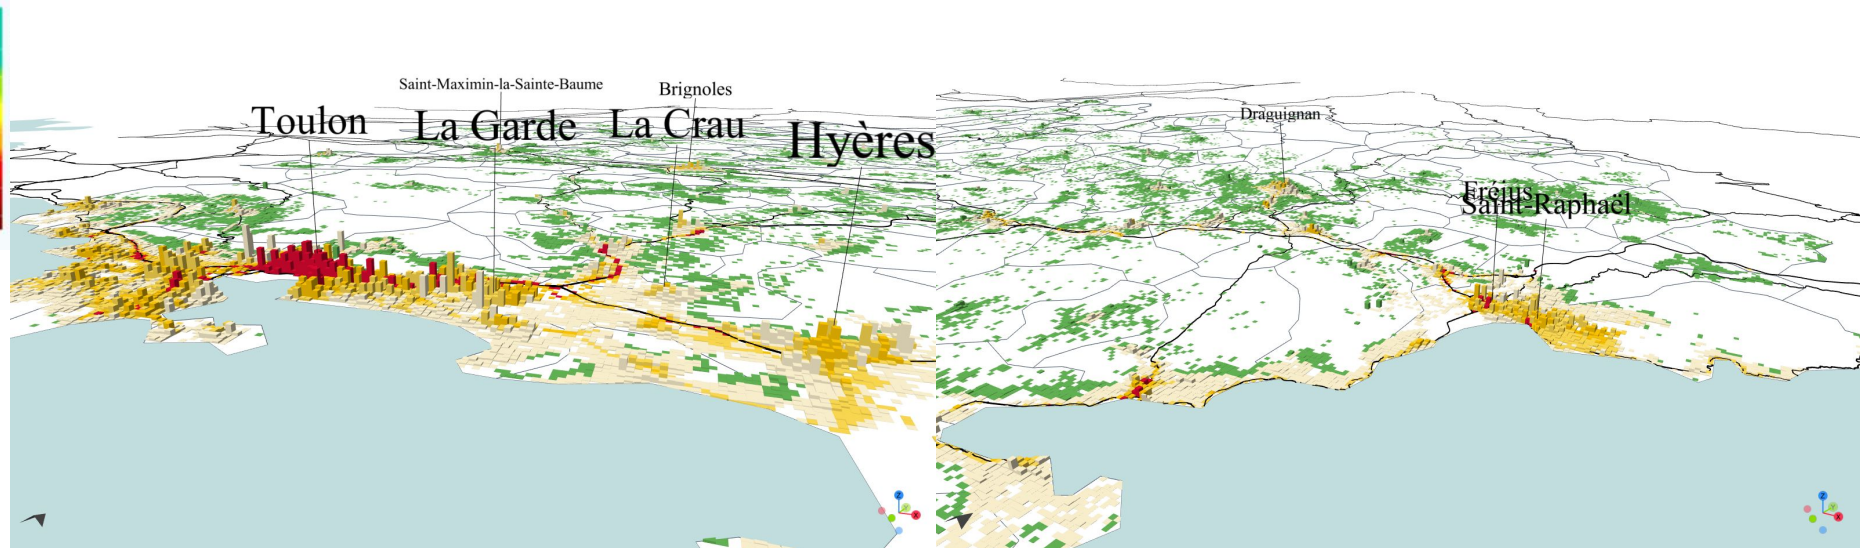 Saint-Maximin-la-Sainte-Baume
Brignoles
Toulon
La Garde
La Crau
Hyères
Draguignan
Fréjus
Saint-Raphaël
Z
Y
X
Z
Y
X